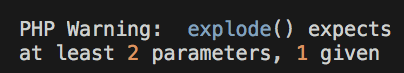 PHP Warning:  explode() expects
at least 2 parameters, 1 given